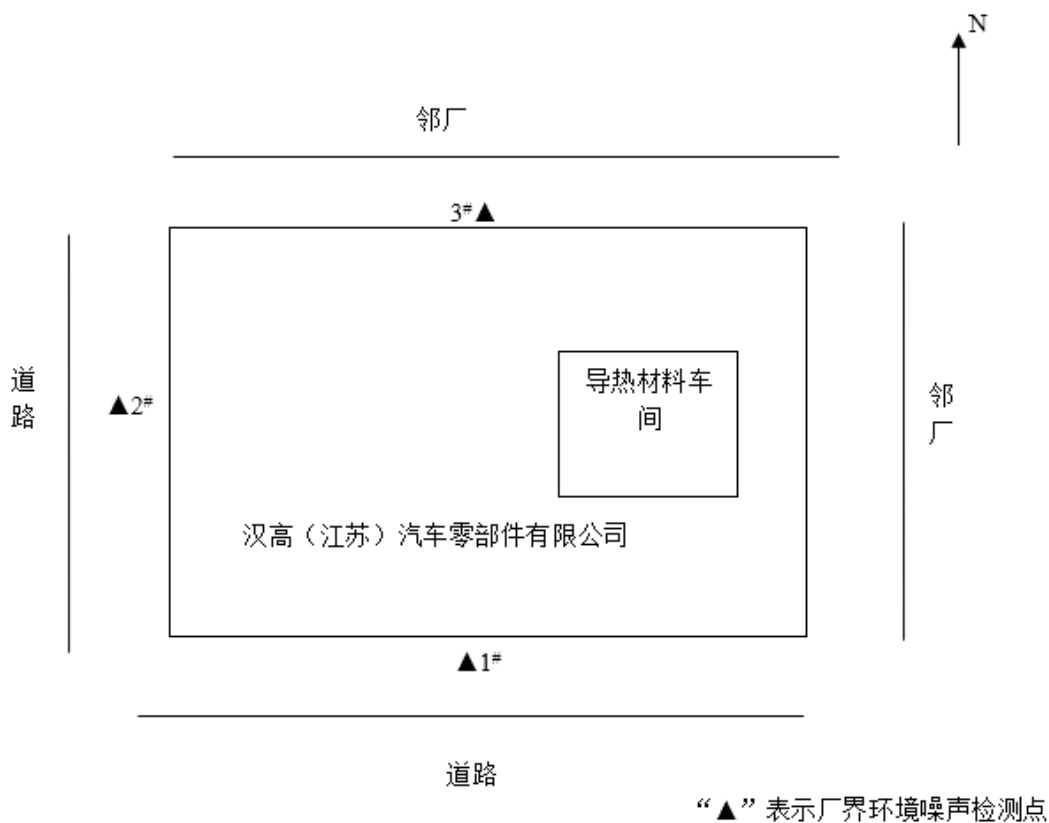 N
邻厂
3#▲
道
路
▲2#
导热材料车
间
邻
厂
汉高（江苏）汽车零部件有限公司
▲1#
道路
“▲”表示厂界环境噪声检测点